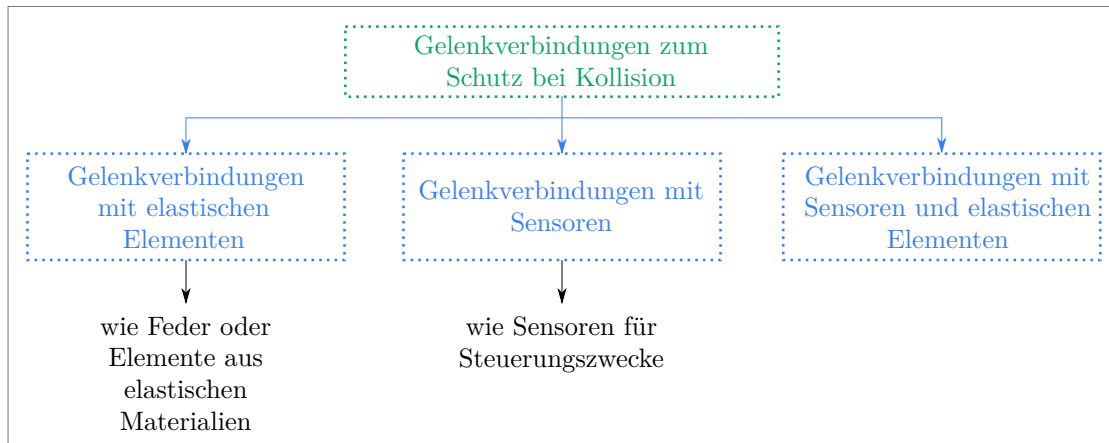 Gelenkverbindungen zum
Schutz bei Kollision
Gelenkverbindungen
mit elastischen
Elementen
Gelenkverbindungen mit
Sensoren
Gelenkverbindungen mit
Sensoren und elastischen
Elementen
wie Feder oder
Elemente aus
elastischen
Materialien
wie Sensoren für
Steuerungszwecke